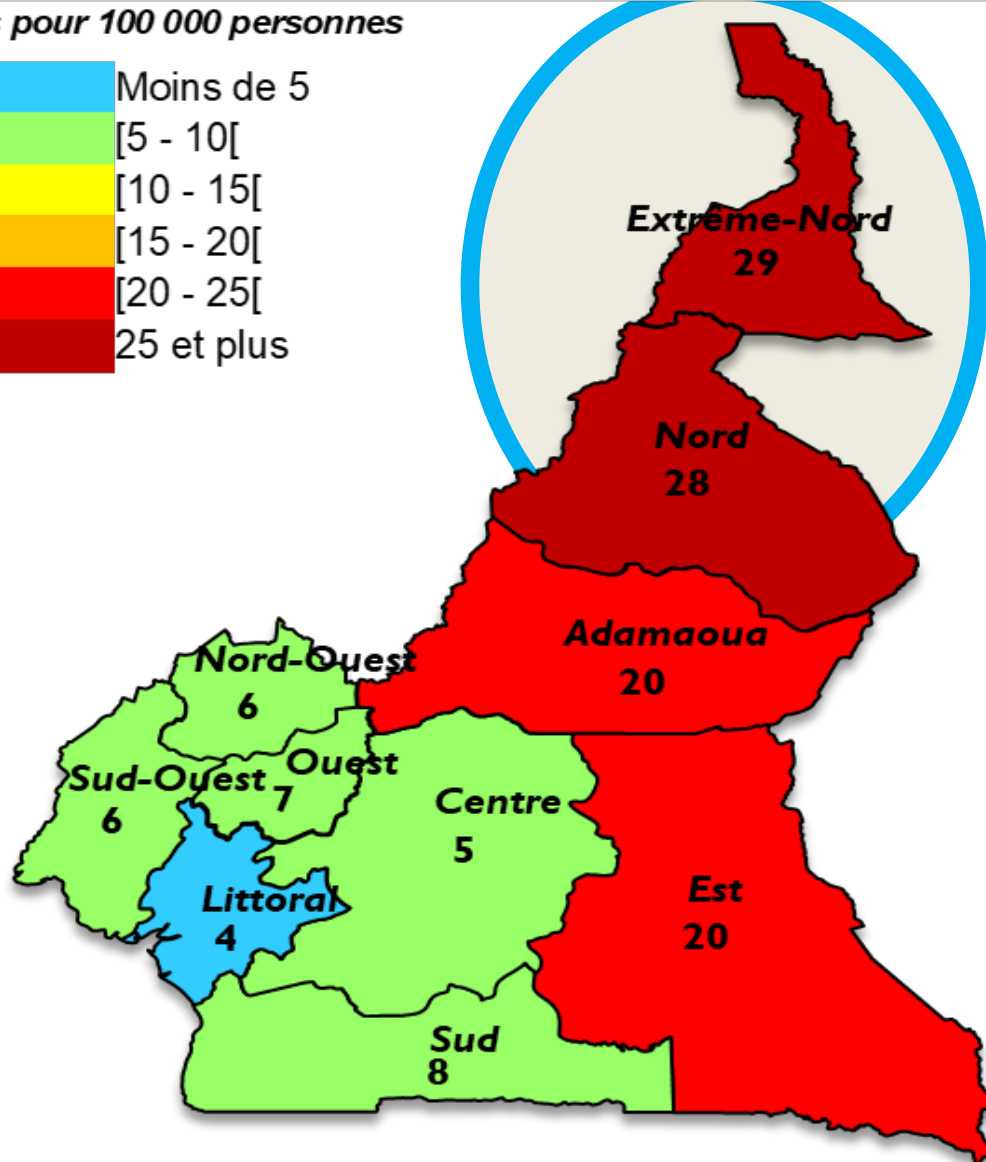 pour 100 000 personnes
Moins de 5
[5 - 10[
[10 - 15[
[15 - 20[
[20 - 25[
25 et plus
Extrême-Nord
29
Nord
28
Adamaoua
20
Nord-Ouest
6
Ouest
7
Sud-Ouest
6
Centre
5
Est
20
Littoral
4
Sud
8